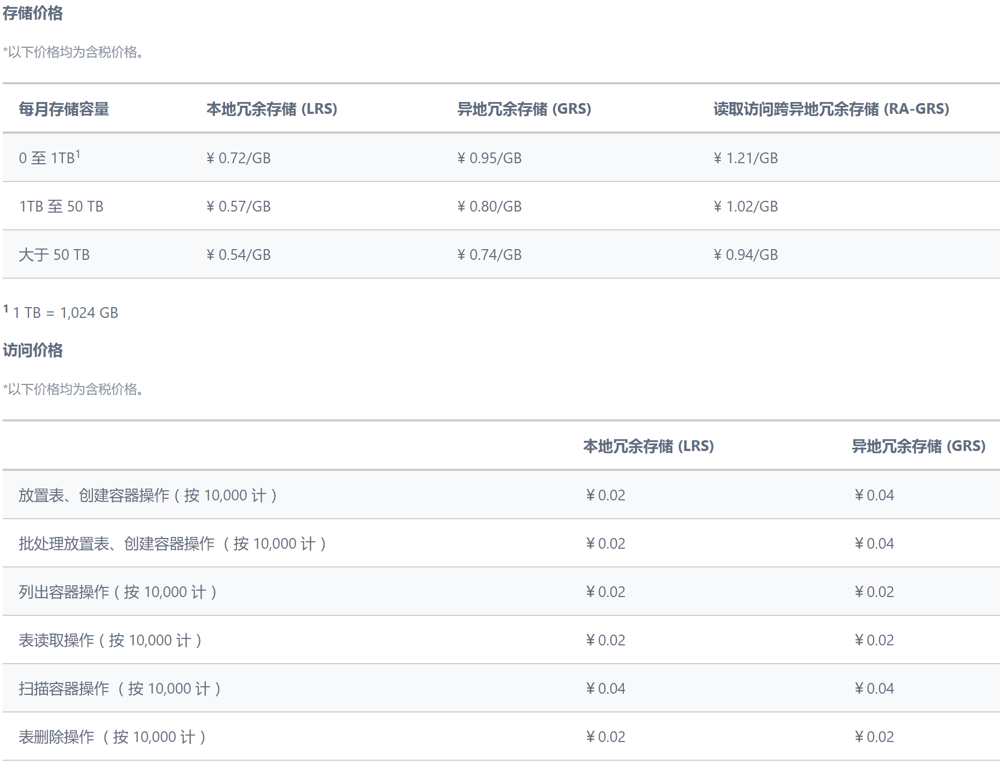 存储价格
*以下价格均为含税价格。
每月存储容量 本地冗余存储 (LRS) 异地冗余存储 (GRS) 读取访问跨异地冗余存储 (RA-GRS)
0 至 1TB¹ ¥ 0.72/GB ¥ 0.95/GB ¥ 1.21/GB
1TB 至 50 TB ¥ 0.57/GB ¥ 0.80/GB ¥ 1.02/GB
大于 50 TB ¥ 0.54/GB ¥ 0.74/GB ¥ 0.94/GB
¹ 1 TB = 1,024 GB
访问价格
*以下价格均为含税价格。
本地冗余存储 (LRS) 异地冗余存储 (GRS)
放置表、创建容器操作（按 10,000 计） ￥0.02 ￥0.04
批处理放置表、创建容器操作 （按 10,000 计） ￥0.02 ￥0.04
列出容器操作（按 10,000 计） ￥0.02 ￥0.02
表读取操作（按 10,000 计） ￥0.02 ￥0.02
扫描容器操作 （按 10,000 计） ￥0.04 ￥0.04
表删除操作 （按 10,000 计） ￥0.02 ￥0.02